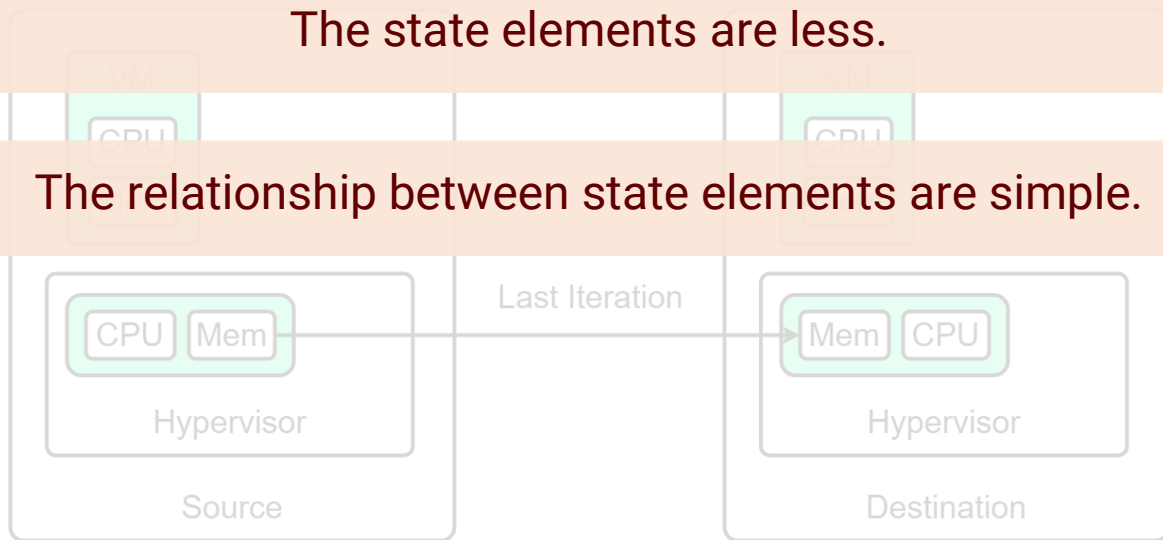 The state elements are less.
VM VM
CPU CPU
The relationship between state elements are simple.
Last Iteration
CPU Mem Mem CPU
Hypervisor Hypervisor
Source Destination